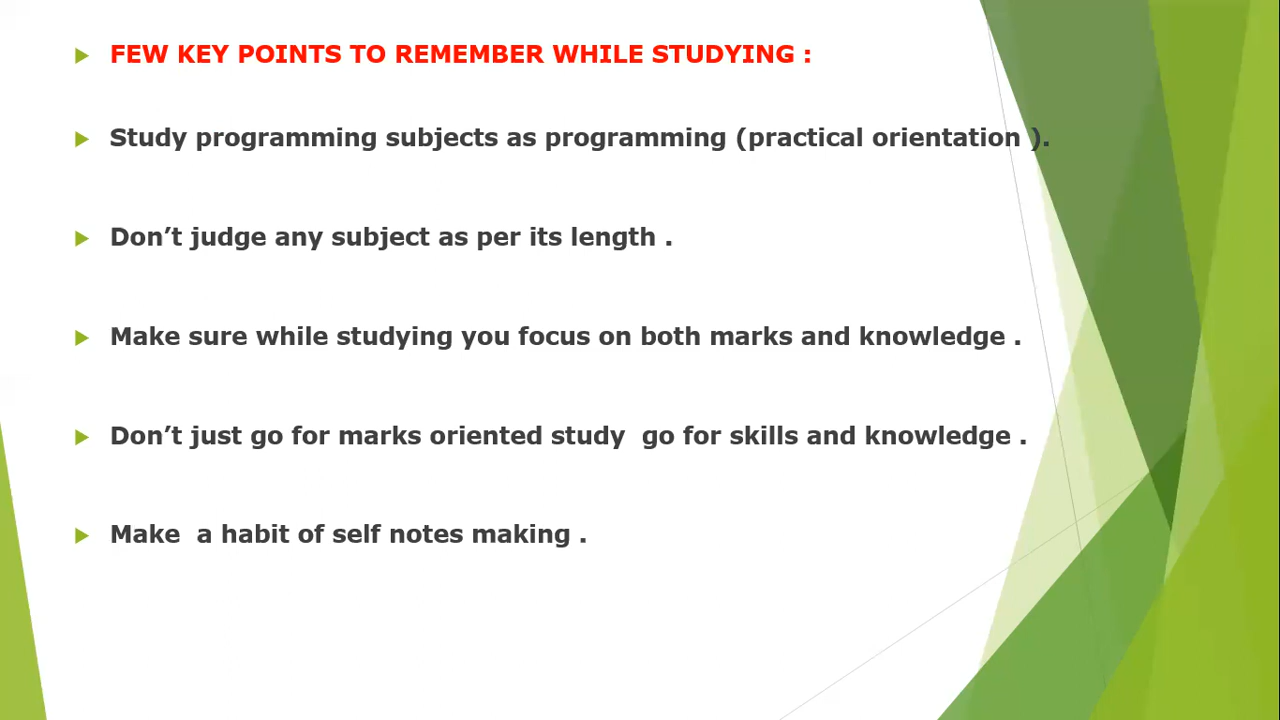 FEW KEY POINTS TO REMEMBER WHILE STUDYING :
Study programming subjects as programming (practical orientation ).
Don’t judge any subject as per its length .
Make sure while studying you focus on both marks and knowledge .
Don’t just go for marks oriented study  go for skills and knowledge .
Make  a habit of self notes making .